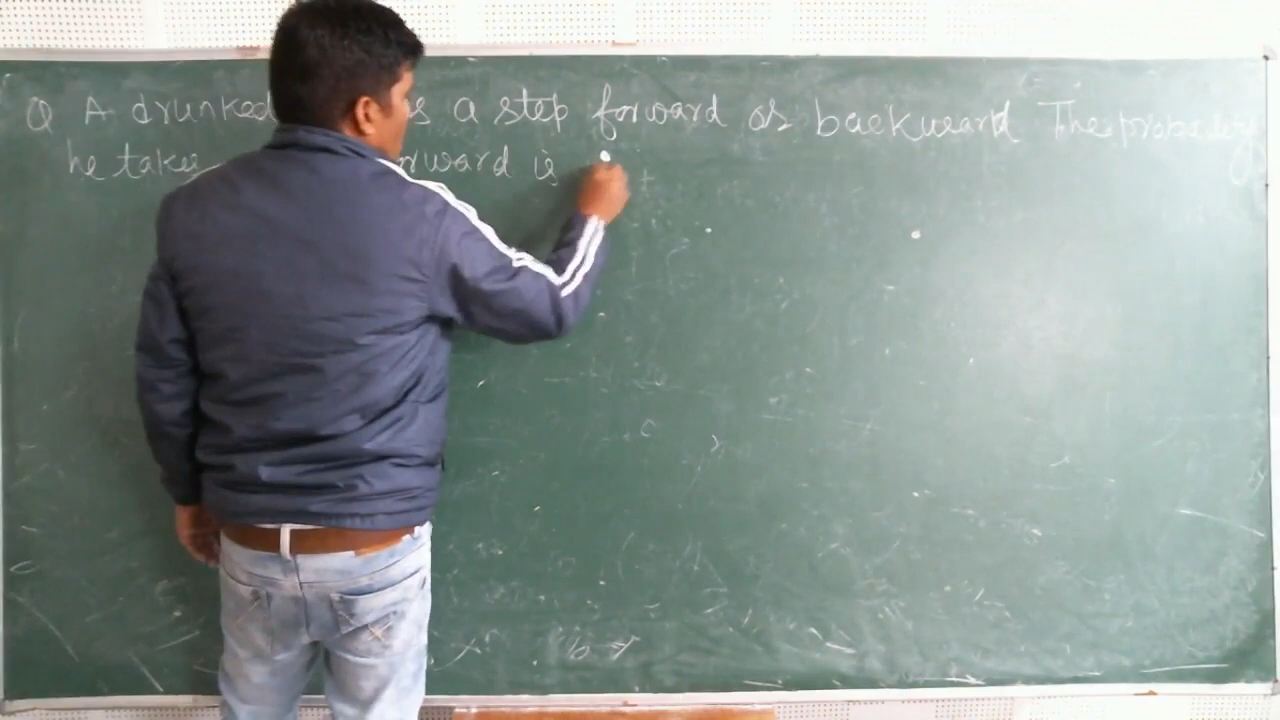 Q A drunked s a step forward or backward The probability
he takes rward is